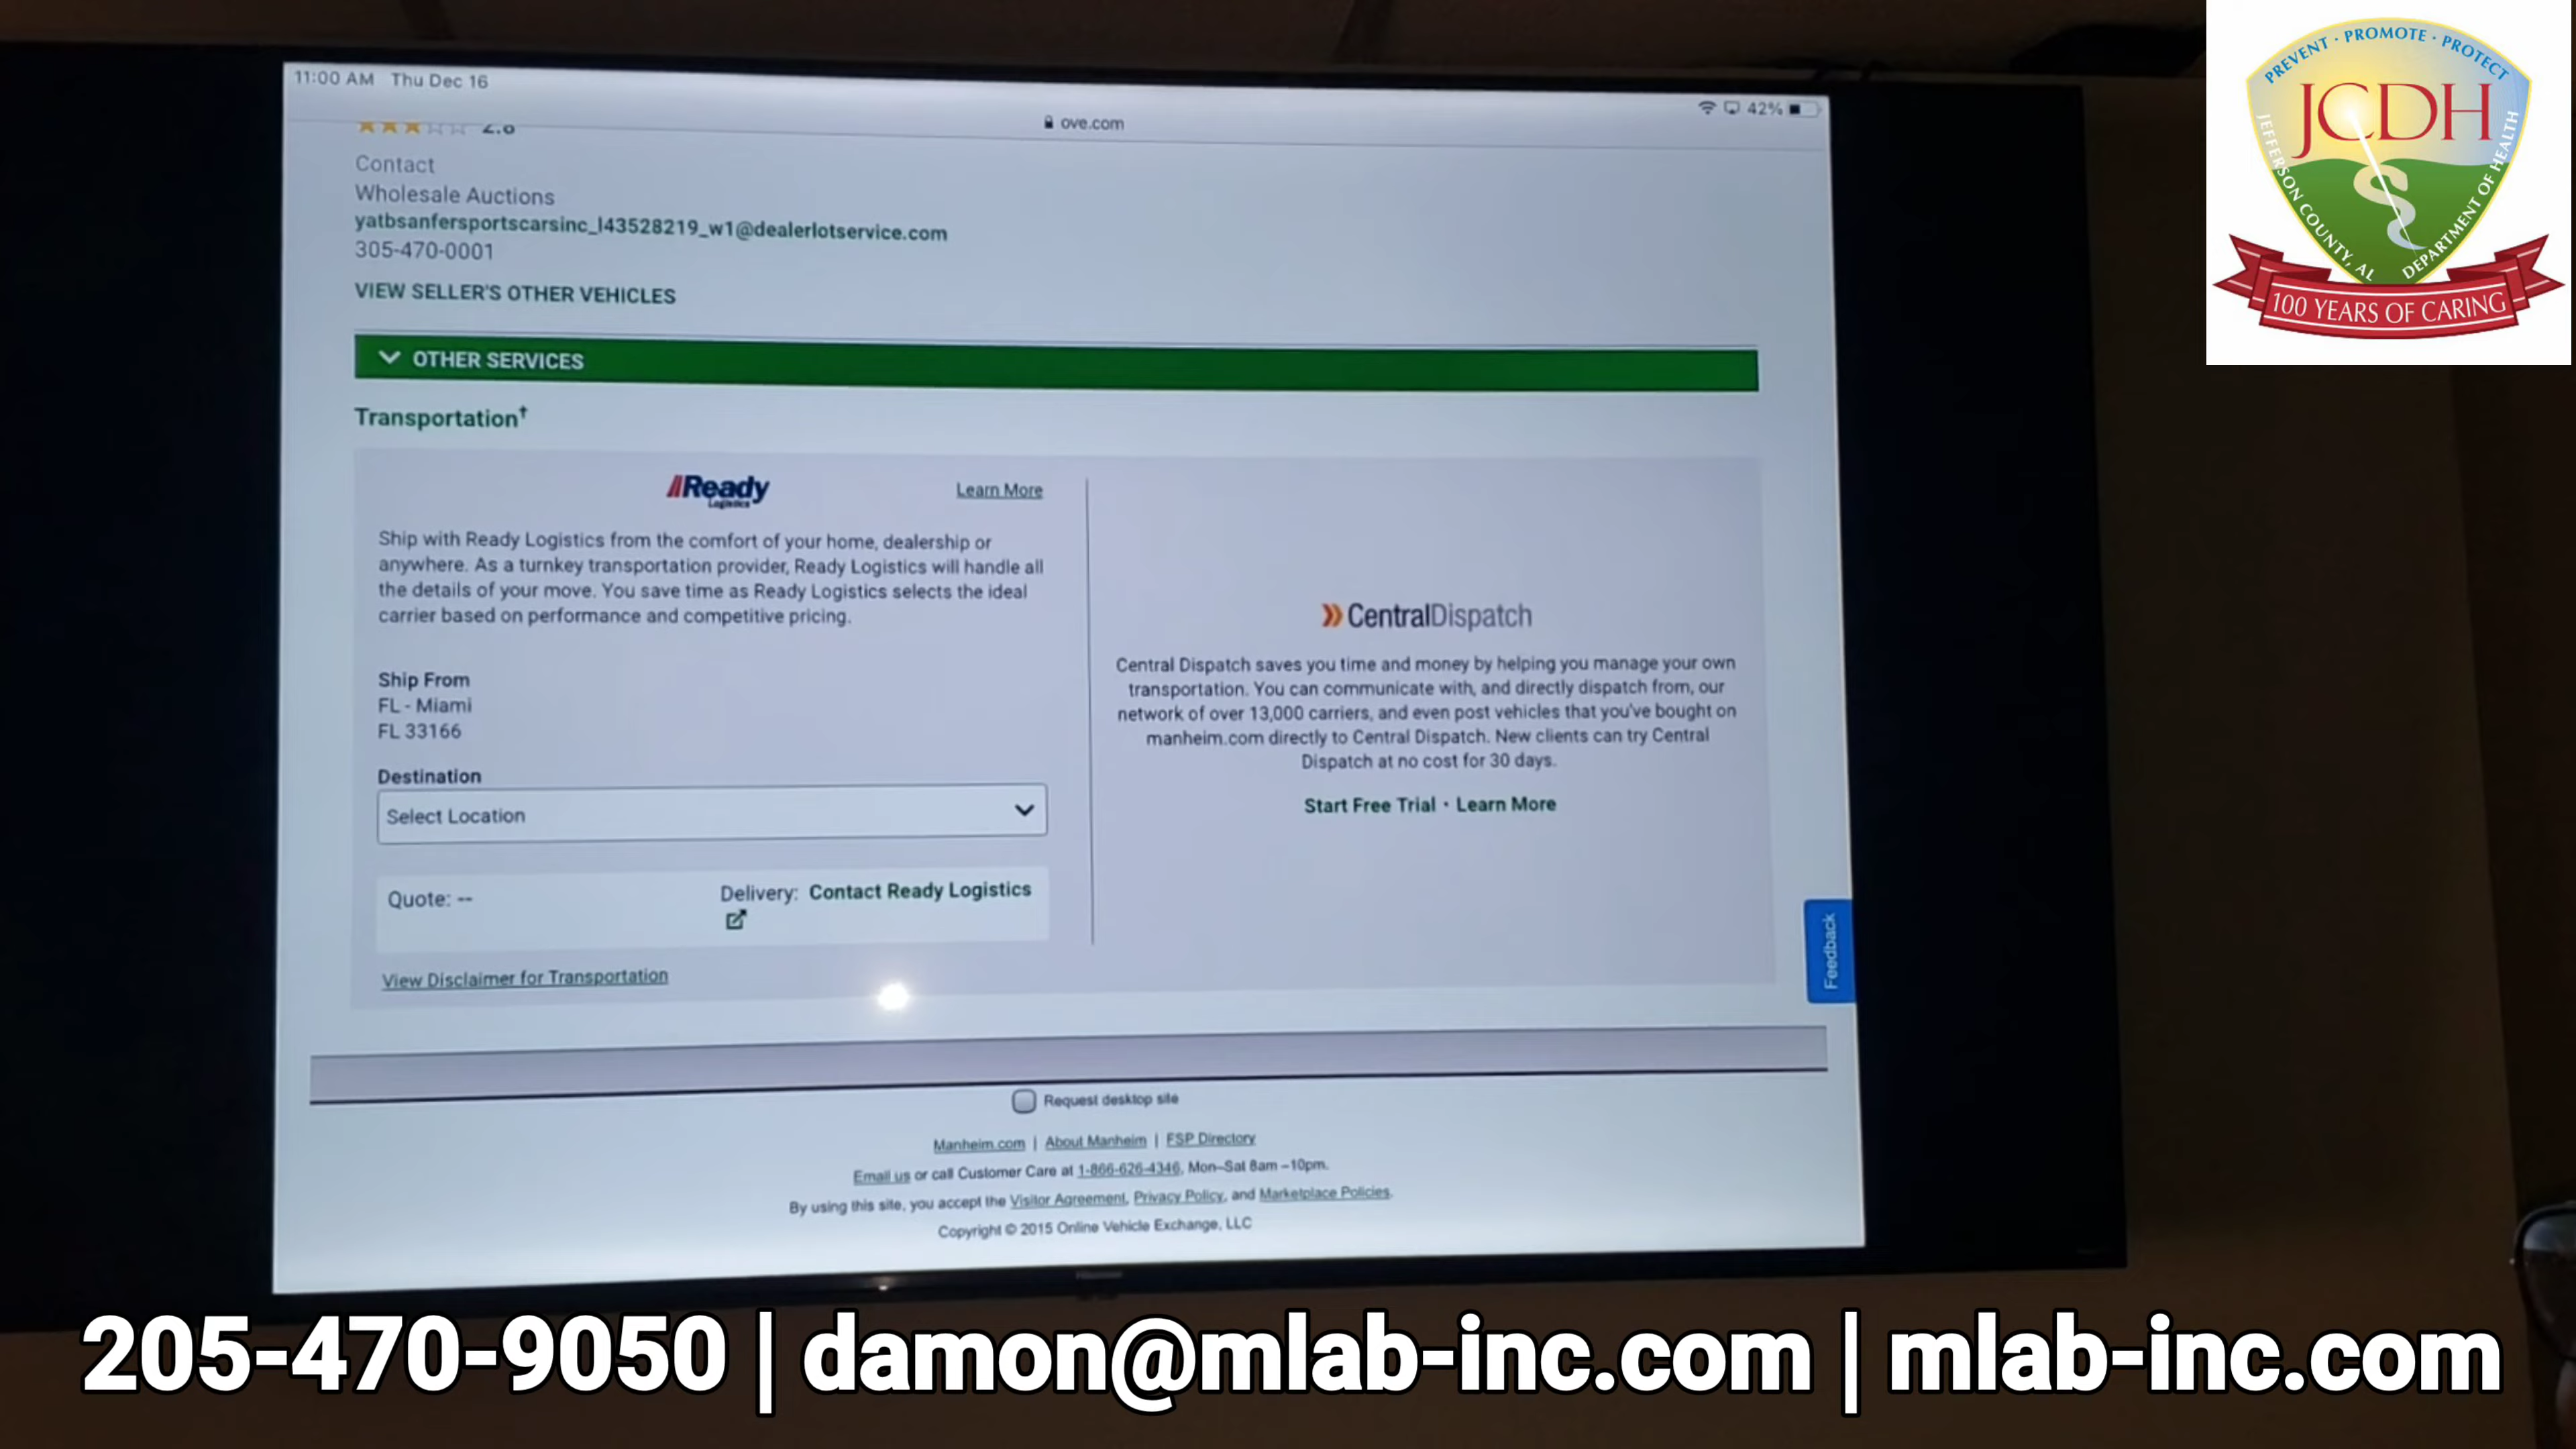 PREVENT · PROMOTE · PROTECT
JCDH
JEFFERSON COUNTY, AL
DEPARTMENT OF HEALTH
100 YEARS OF CARING
11:00 AM Thu Dec 16
42%
ove.com
2.8
Contact
Wholesale Auctions
yatbsanfersportscarsinc_l43528219_w1@dealerlotservice.com
305-470-0001
VIEW SELLER'S OTHER VEHICLES
OTHER SERVICES
Transportation†
Ready
Logistics
Learn More
Ship with Ready Logistics from the comfort of your home, dealership or
anywhere. As a turnkey transportation provider, Ready Logistics will handle all
the details of your move. You save time as Ready Logistics selects the ideal
carrier based on performance and competitive pricing.
Ship From
FL - Miami
FL 33166
Destination
Select Location
Quote: --
Delivery: Contact Ready Logistics
View Disclaimer for Transportation
CentralDispatch
Central Dispatch saves you time and money by helping you manage your own
transportation. You can communicate with, and directly dispatch from, our
network of over 13,000 carriers, and even post vehicles that you've bought on
manheim.com directly to Central Dispatch. New clients can try Central
Dispatch at no cost for 30 days.
Start Free Trial · Learn More
Feedback
Request desktop site
Manheim.com | About Manheim | FSP Directory
Email us or call Customer Care at 1-866-626-4346, Mon–Sat 8am –10pm.
By using this site, you accept the Visitor Agreement, Privacy Policy, and Marketplace Policies.
Copyright © 2015 Online Vehicle Exchange, LLC
Hisense
205-470-9050 | damon@mlab-inc.com | mlab-inc.com